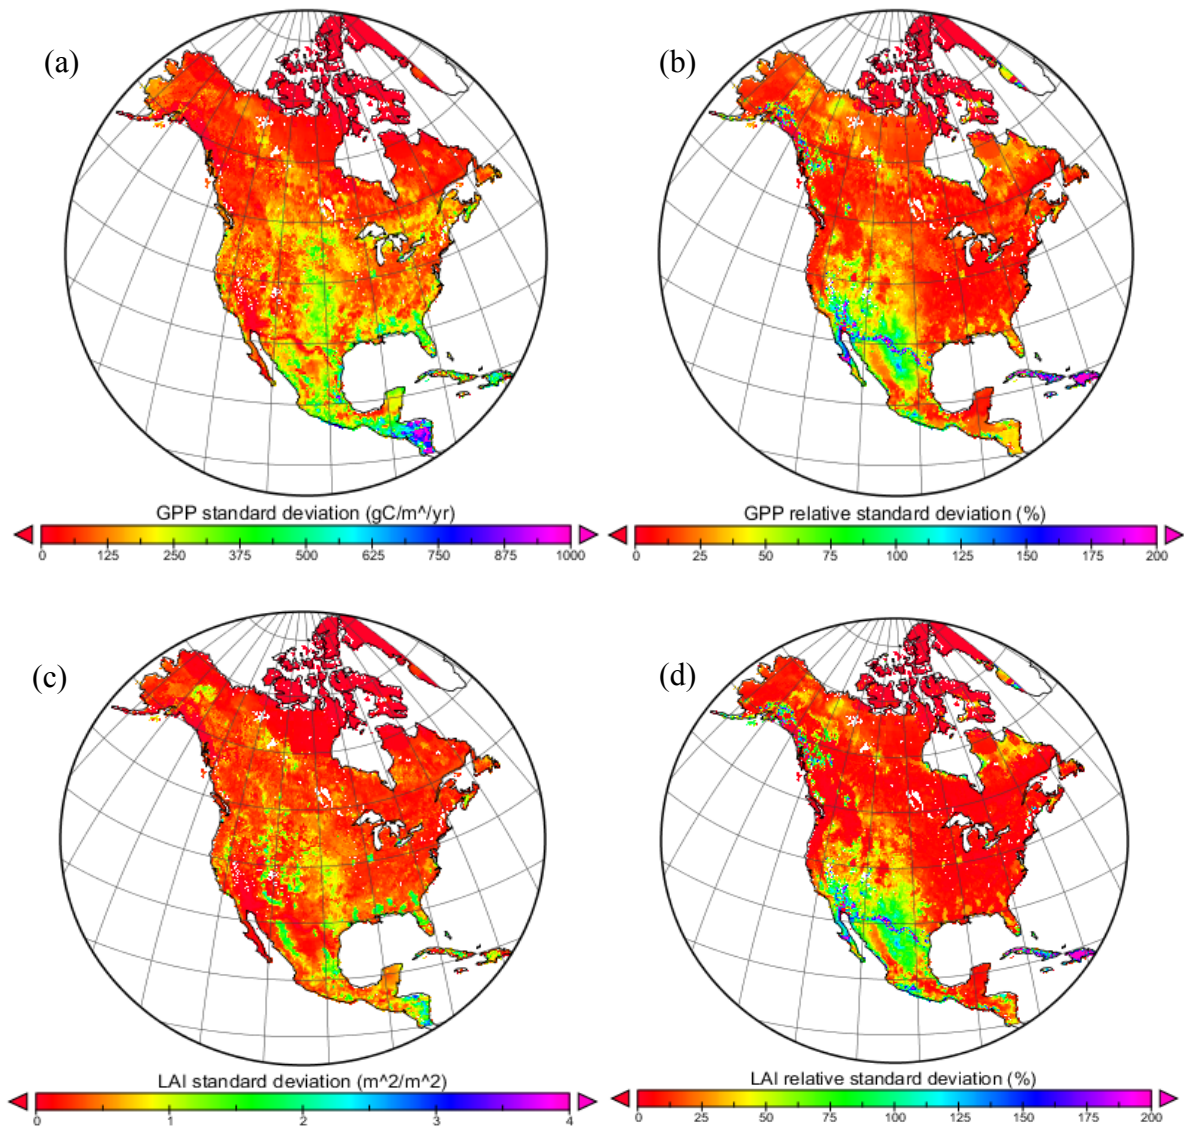 (a)
(b)
GPP standard deviation (gC/m^/yr)
0 125 250 375 500 625 750 875 1000
GPP relative standard deviation (%)
0 25 50 75 100 125 150 175 200
(c)
(d)
LAI standard deviation (m^2/m^2)
0 1 2 3 4
LAI relative standard deviation (%)
0 25 50 75 100 125 150 175 200